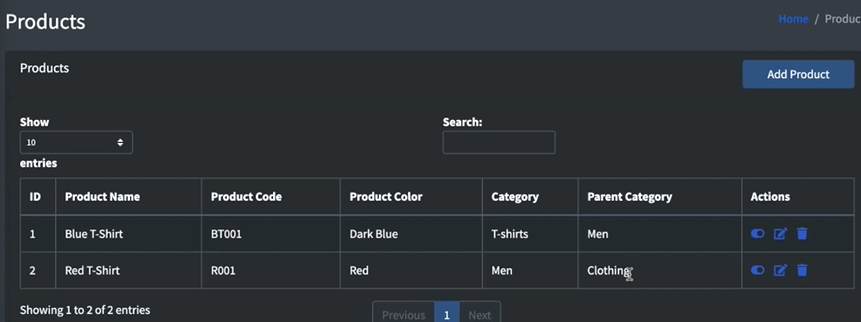 Products
Home / Produc
Products
Add Product
Show
Search:
10
entries
ID Product Name Product Code Product Color Category Parent Category Actions
1 Blue T-Shirt BT001 Dark Blue T-shirts Men
2 Red T-Shirt R001 Red Men Clothing
Showing 1 to 2 of 2 entries
Previous 1 Next